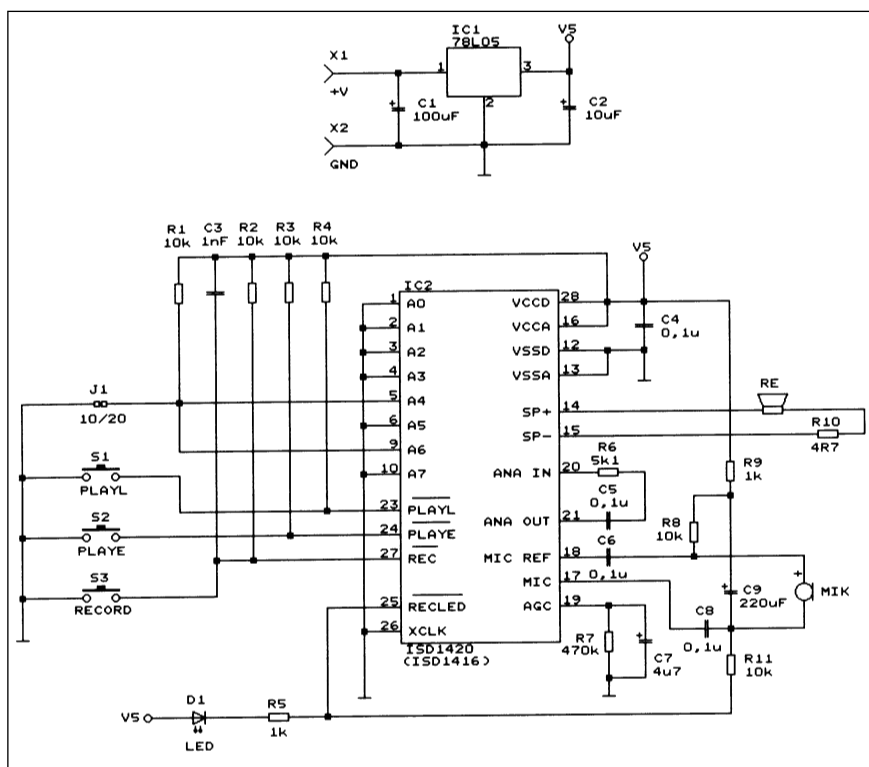 IC1
78L05
V5
X1
+V
1
3
2
C1
100uF
C2
10uF
X2
GND
R1
10k
C3
1nF
R2
10k
R3
10k
R4
10k
V5
IC2
1 A0
2 A1
3 A2
4 A3
5 A4
6 A5
9 A6
10 A7
23 PLAYL
24 PLAYE
27 REC
25 RECLED
26 XCLK
VCCD 28
VCCA 16
VSSD 12
VSSA 13
SP+ 14
SP- 15
ANA IN 20
ANA OUT 21
MIC REF 18
MIC 17
AGC 19
ISD1420
(ISD1416)
C4
0,1u
RE
R10
4R7
J1
10/20
S1
PLAYL
S2
PLAYE
S3
RECORD
R6
5k1
C5
0,1u
C6
0,1u
R8
10k
R9
1k
C9
220uF
MIK
C8
0,1u
R7
470k
C7
4u7
R11
10k
V5
D1
LED
R5
1k